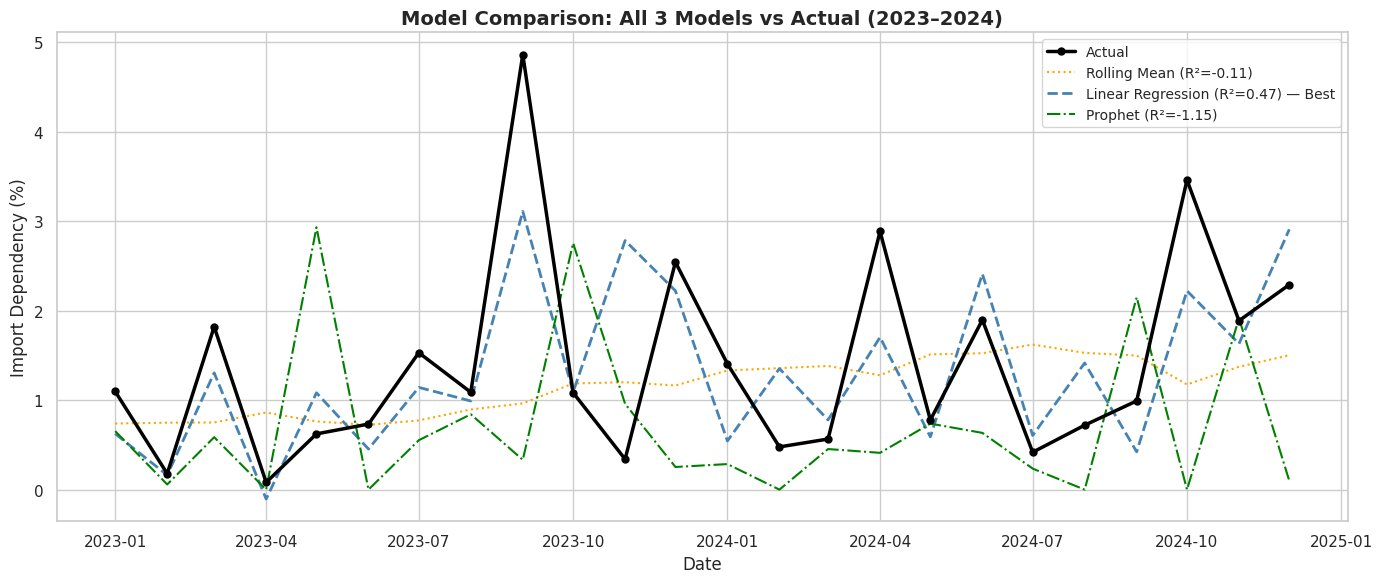 Model Comparison: All 3 Models vs Actual (2023–2024)
Actual
Rolling Mean (R²=-0.11)
Linear Regression (R²=0.47) — Best
Prophet (R²=-1.15)
Import Dependency (%)
5
4
3
2
1
0
2023-01 2023-04 2023-07 2023-10 2024-01 2024-04 2024-07 2024-10 2025-01
Date